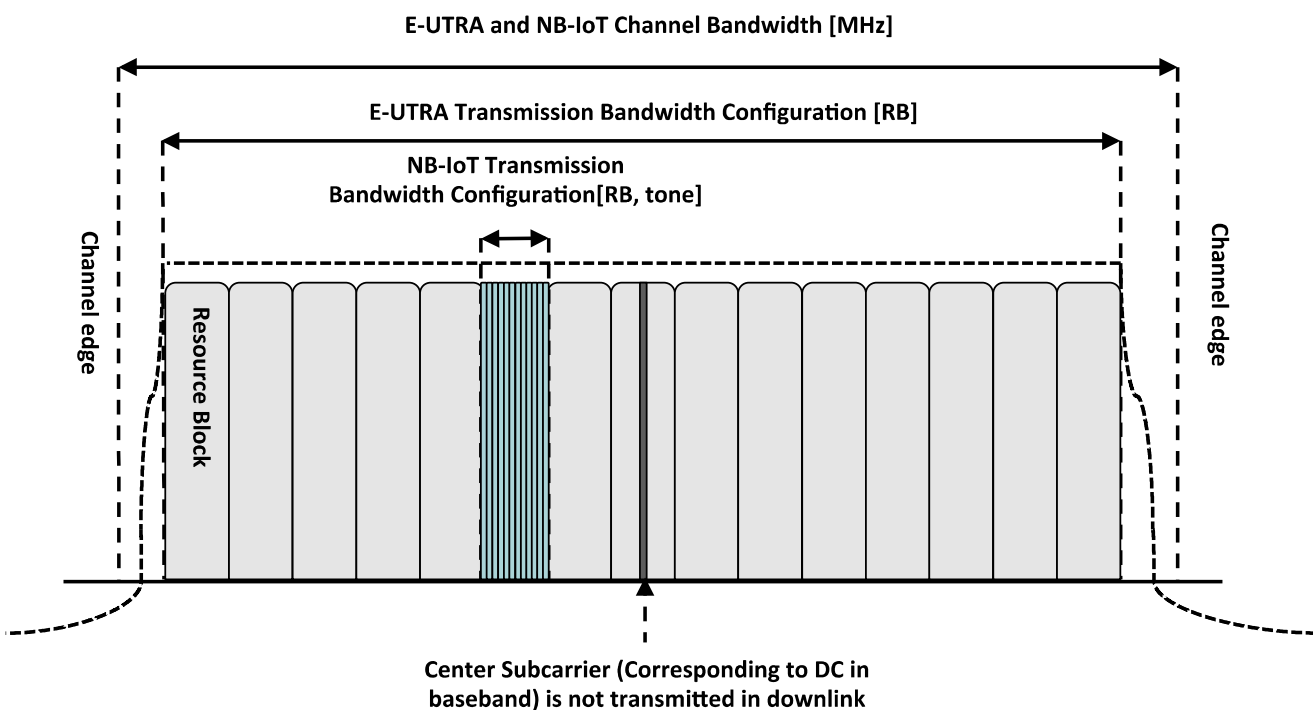 E-UTRA and NB-IoT Channel Bandwidth [MHz]
E-UTRA Transmission Bandwidth Configuration [RB]
NB-IoT Transmission
Bandwidth Configuration[RB, tone]
Channel edge
Channel edge
Resource Block
Center Subcarrier (Corresponding to DC in
baseband) is not transmitted in downlink